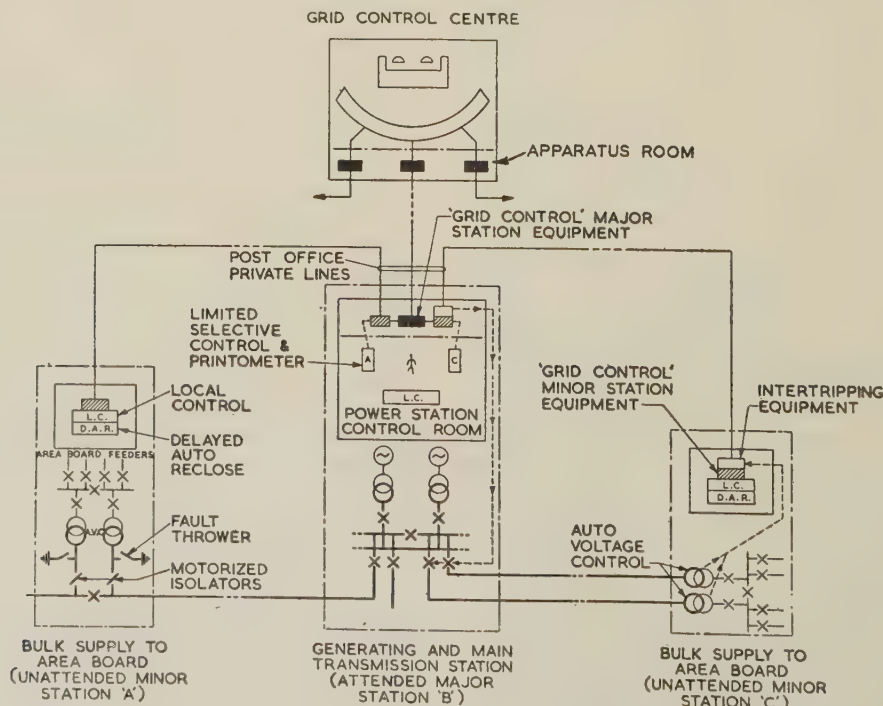 GRID CONTROL CENTRE
APPARATUS ROOM
'GRID CONTROL' MAJOR
STATION EQUIPMENT
POST OFFICE
PRIVATE LINES
LIMITED
SELECTIVE
CONTROL &
PRINTOMETER
A
C
L.C.
POWER STATION
CONTROL ROOM
LOCAL
CONTROL
L.C.
D.A.R.
DELAYED
AUTO
RECLOSE
AREA BOARD FEEDERS
A.V.C.
FAULT
THROWER
MOTORIZED
ISOLATORS
'GRID CONTROL'
MINOR STATION
EQUIPMENT
INTERTRIPPING
EQUIPMENT
L.C.
D.A.R.
AUTO
VOLTAGE
CONTROL
BULK SUPPLY TO
AREA BOARD
(UNATTENDED MINOR
STATION 'A')
GENERATING AND MAIN
TRANSMISSION STATION
(ATTENDED MAJOR
STATION 'B')
BULK SUPPLY TO
AREA BOARD
(UNATTENDED MINOR
STATION 'C')